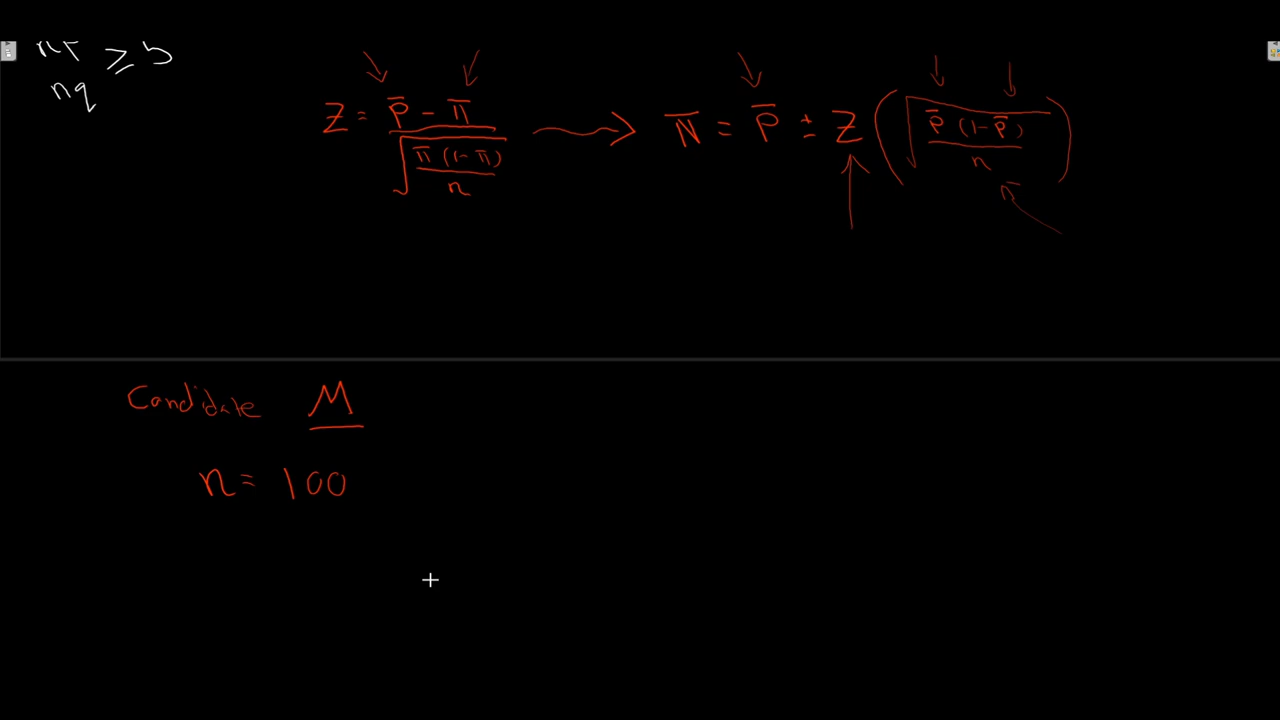 np ≥ 5
nq
Z = p̄ - π / √(π(1-π)/n) → π = p̄ ± Z (√(p̄(1-p̄)/n))
n
Candidate M
n = 100